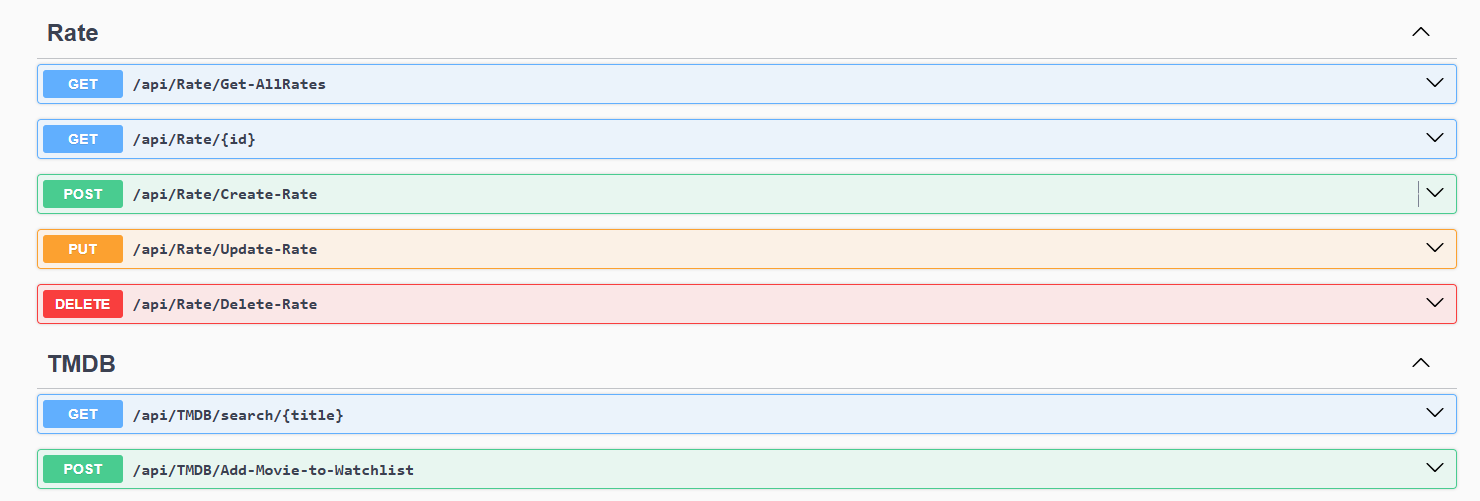 Rate
GET /api/Rate/Get-AllRates
GET /api/Rate/{id}
POST /api/Rate/Create-Rate
PUT /api/Rate/Update-Rate
DELETE /api/Rate/Delete-Rate
TMDB
GET /api/TMDB/search/{title}
POST /api/TMDB/Add-Movie-to-Watchlist